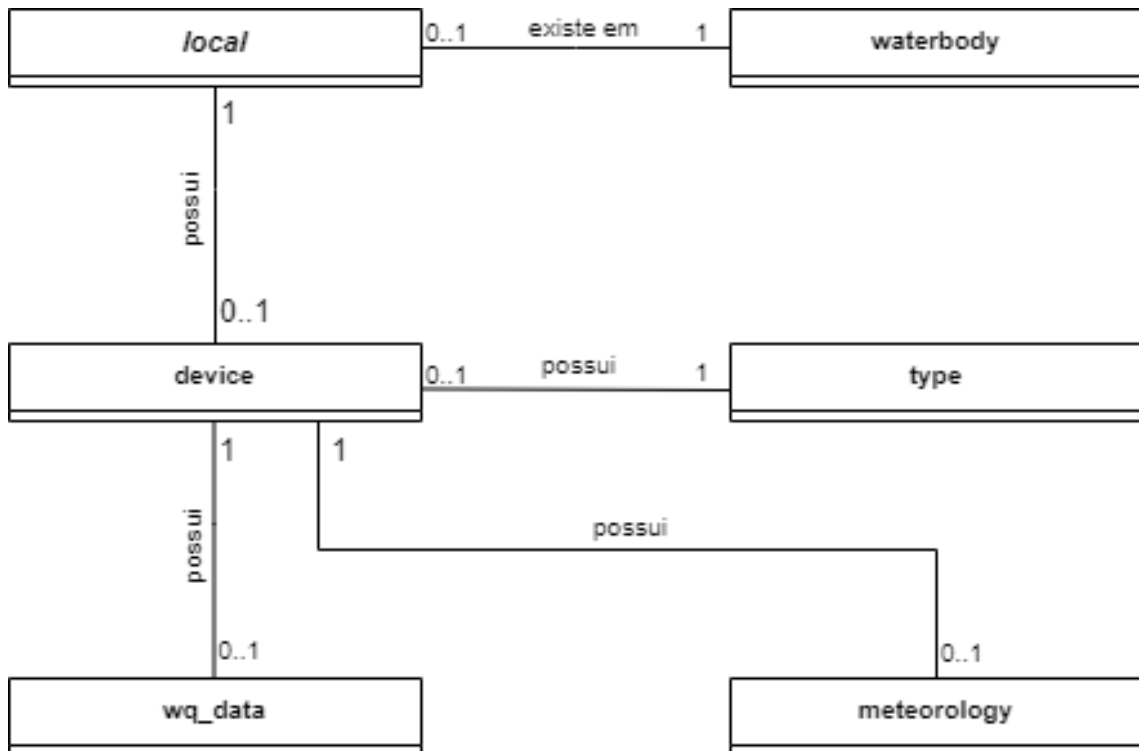 local
0..1
existe em
1
waterbody
1
possui
0..1
device
0..1
possui
1
type
1
1
possui
possui
0..1
0..1
wq_data
meteorology